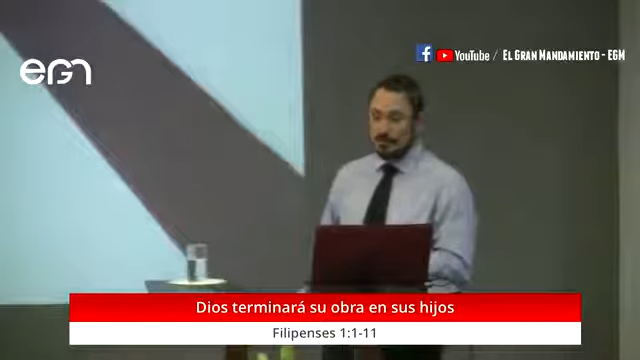 EGM
YouTube / EL GRAN MANDAMIENTO - EGM
Dios terminará su obra en sus hijos
Filipenses 1:1-11